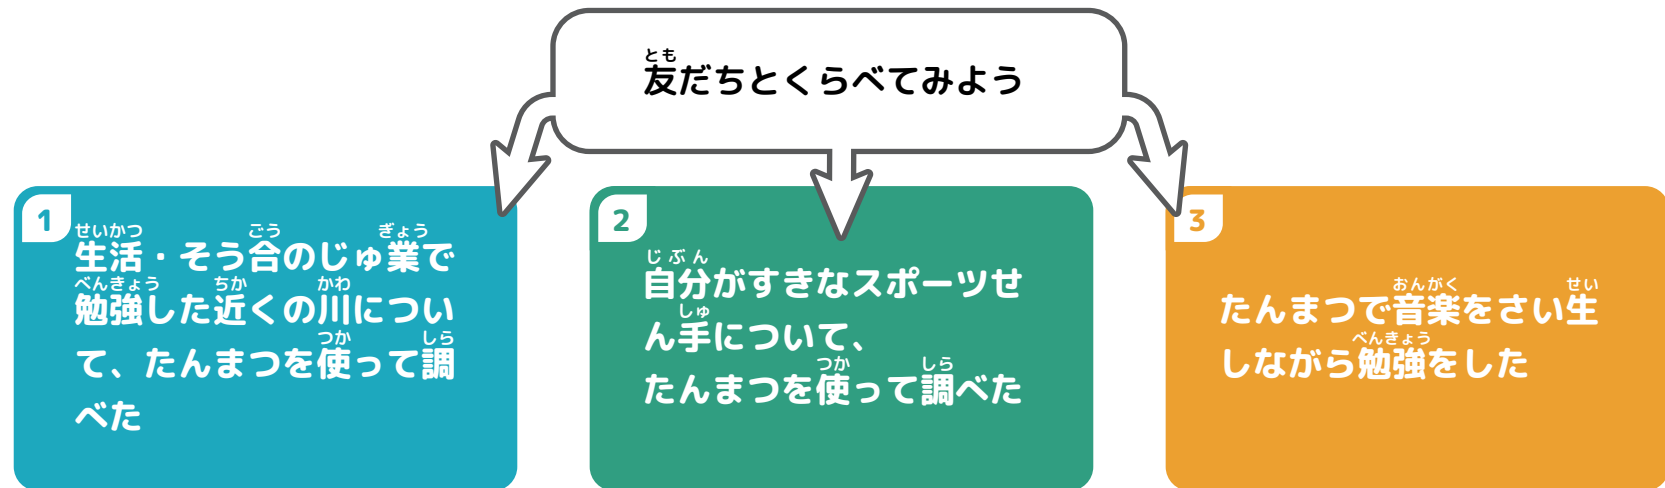 とも
友だちとくらべてみよう
1
せいかつ ごう ぎょう
生活・そう合のじゅ業で
べんきょう ちか かわ
勉強した近くの川につい
つか しら
て、たんまつを使って調
べた
2
じぶん
自分がすきなスポーツせ
しゅ
ん手について、
つか しら
たんまつを使って調べた
3
おんがく せい
たんまつで音楽をさい生
べんきょう
しながら勉強をした